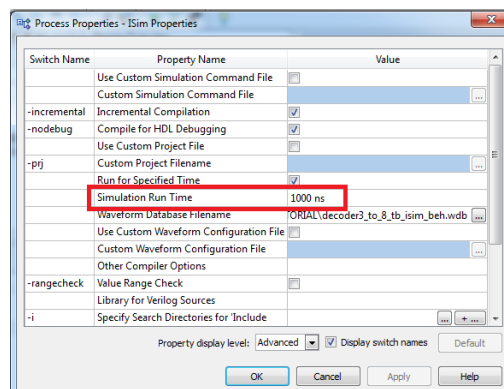 Process Properties - ISim Properties
Switch Name Property Name Value
Use Custom Simulation Command File
Custom Simulation Command File ...
-incremental Incremental Compilation
-nodebug Compile for HDL Debugging
Use Custom Project File
-prj Custom Project Filename ...
Run for Specified Time
Simulation Run Time 1000 ns
Waveform Database Filename ORIAL\decoder3_to_8_tb_isim_beh.wdb ...
Use Custom Waveform Configuration File
Custom Waveform Configuration File ...
Other Compiler Options
-rangecheck Value Range Check
Library for Verilog Sources
-i Specify Search Directories for 'Include ... + ...
Property display level: Advanced Display switch names Default
OK Cancel Apply Help